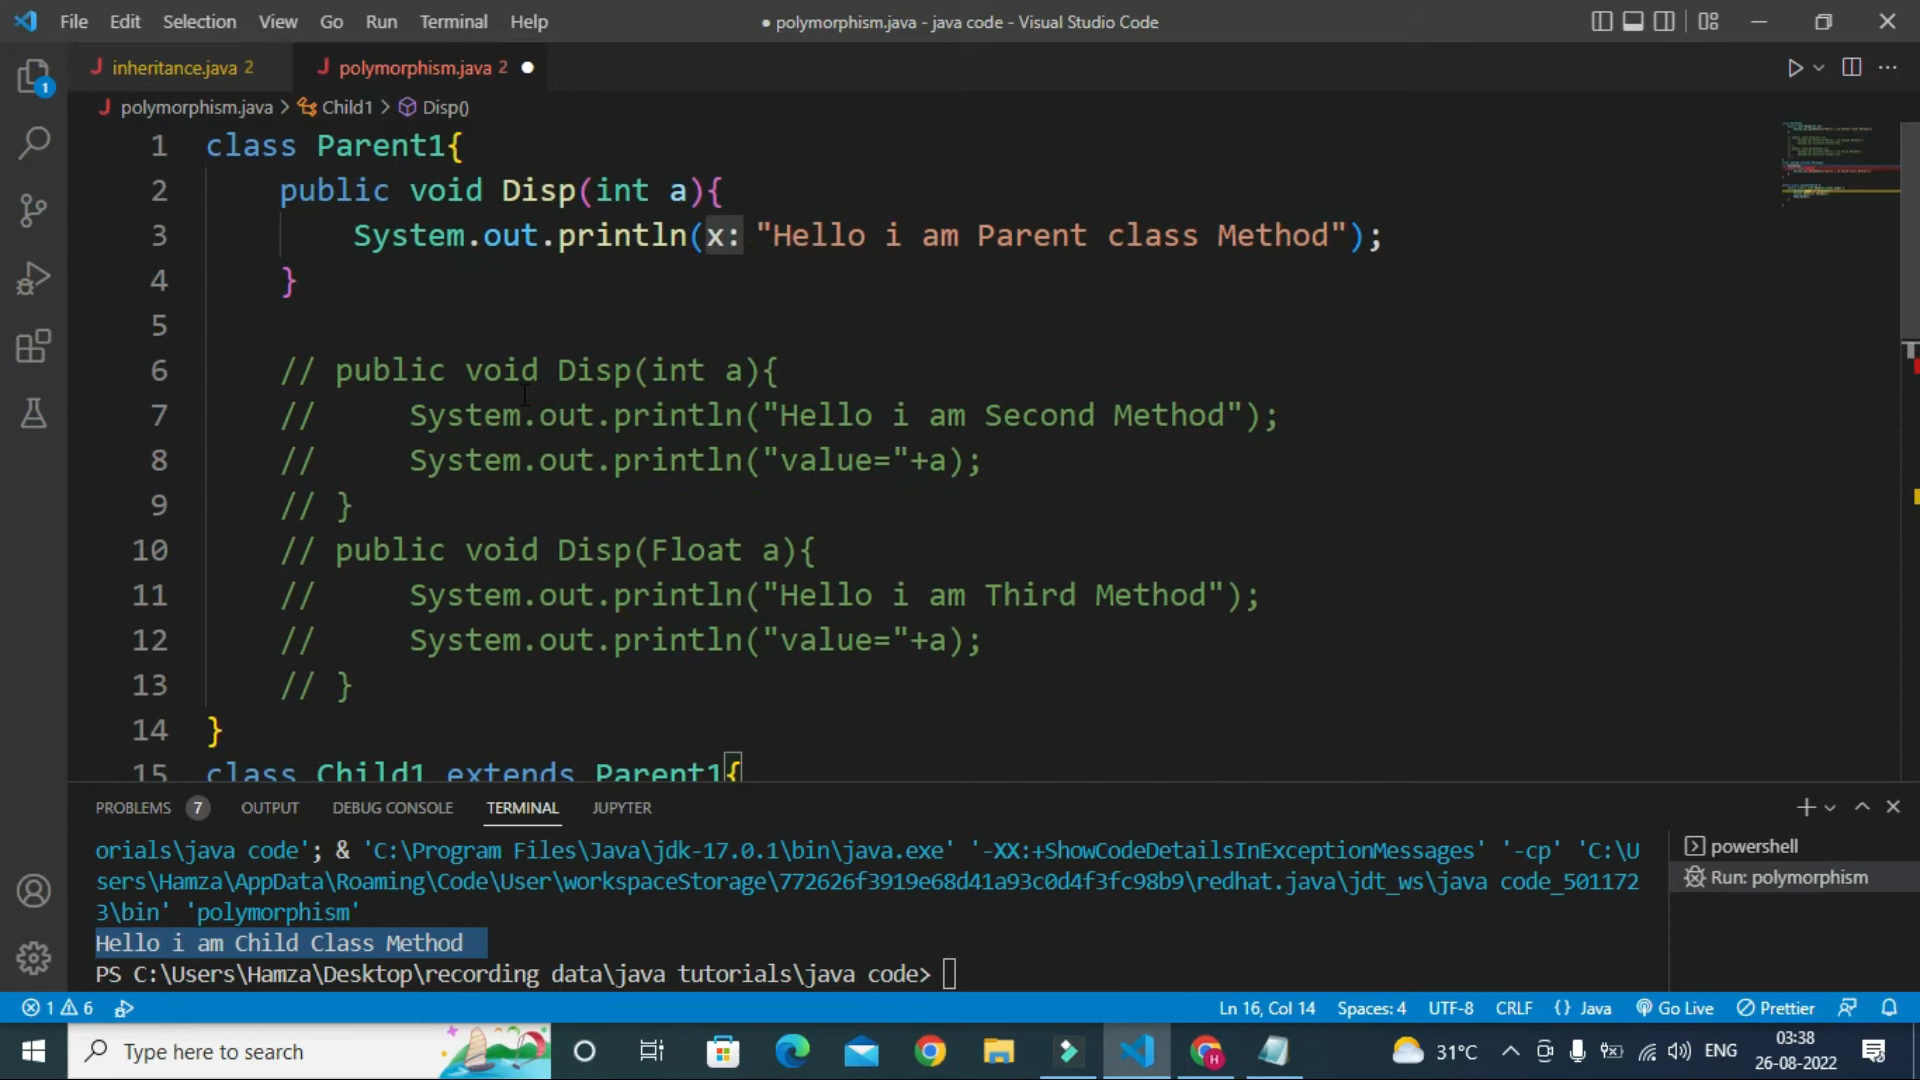 File Edit Selection View Go Run Terminal Help
● polymorphism.java - java code - Visual Studio Code
inheritance.java 2
polymorphism.java 2
polymorphism.java > Child1 > Disp()
1 class Parent1{
2 public void Disp(int a){
3 System.out.println(x: "Hello i am Parent class Method");
4 }
5
6 // public void Disp(int a){
7 // System.out.println("Hello i am Second Method");
8 // System.out.println("value="+a);
9 // }
10 // public void Disp(Float a){
11 // System.out.println("Hello i am Third Method");
12 // System.out.println("value="+a);
13 // }
14 }
15 class Child1 extends Parent1{
PROBLEMS 7 OUTPUT DEBUG CONSOLE TERMINAL JUPYTER
orials\java code'; & 'C:\Program Files\Java\jdk-17.0.1\bin\java.exe' '-XX:+ShowCodeDetailsInExceptionMessages' '-cp' 'C:\U
sers\Hamza\AppData\Roaming\Code\User\workspaceStorage\772626f3919e68d41a93c0d4f3fc98b9\redhat.java\jdt_ws\java code_501172
3\bin' 'polymorphism'
Hello i am Child Class Method
PS C:\Users\Hamza\Desktop\recording data\java tutorials\java code>
powershell
Run: polymorphism
1 6
Ln 16, Col 14 Spaces: 4 UTF-8 CRLF {} Java Go Live Prettier
Type here to search
31°C
ENG
03:38
26-08-2022